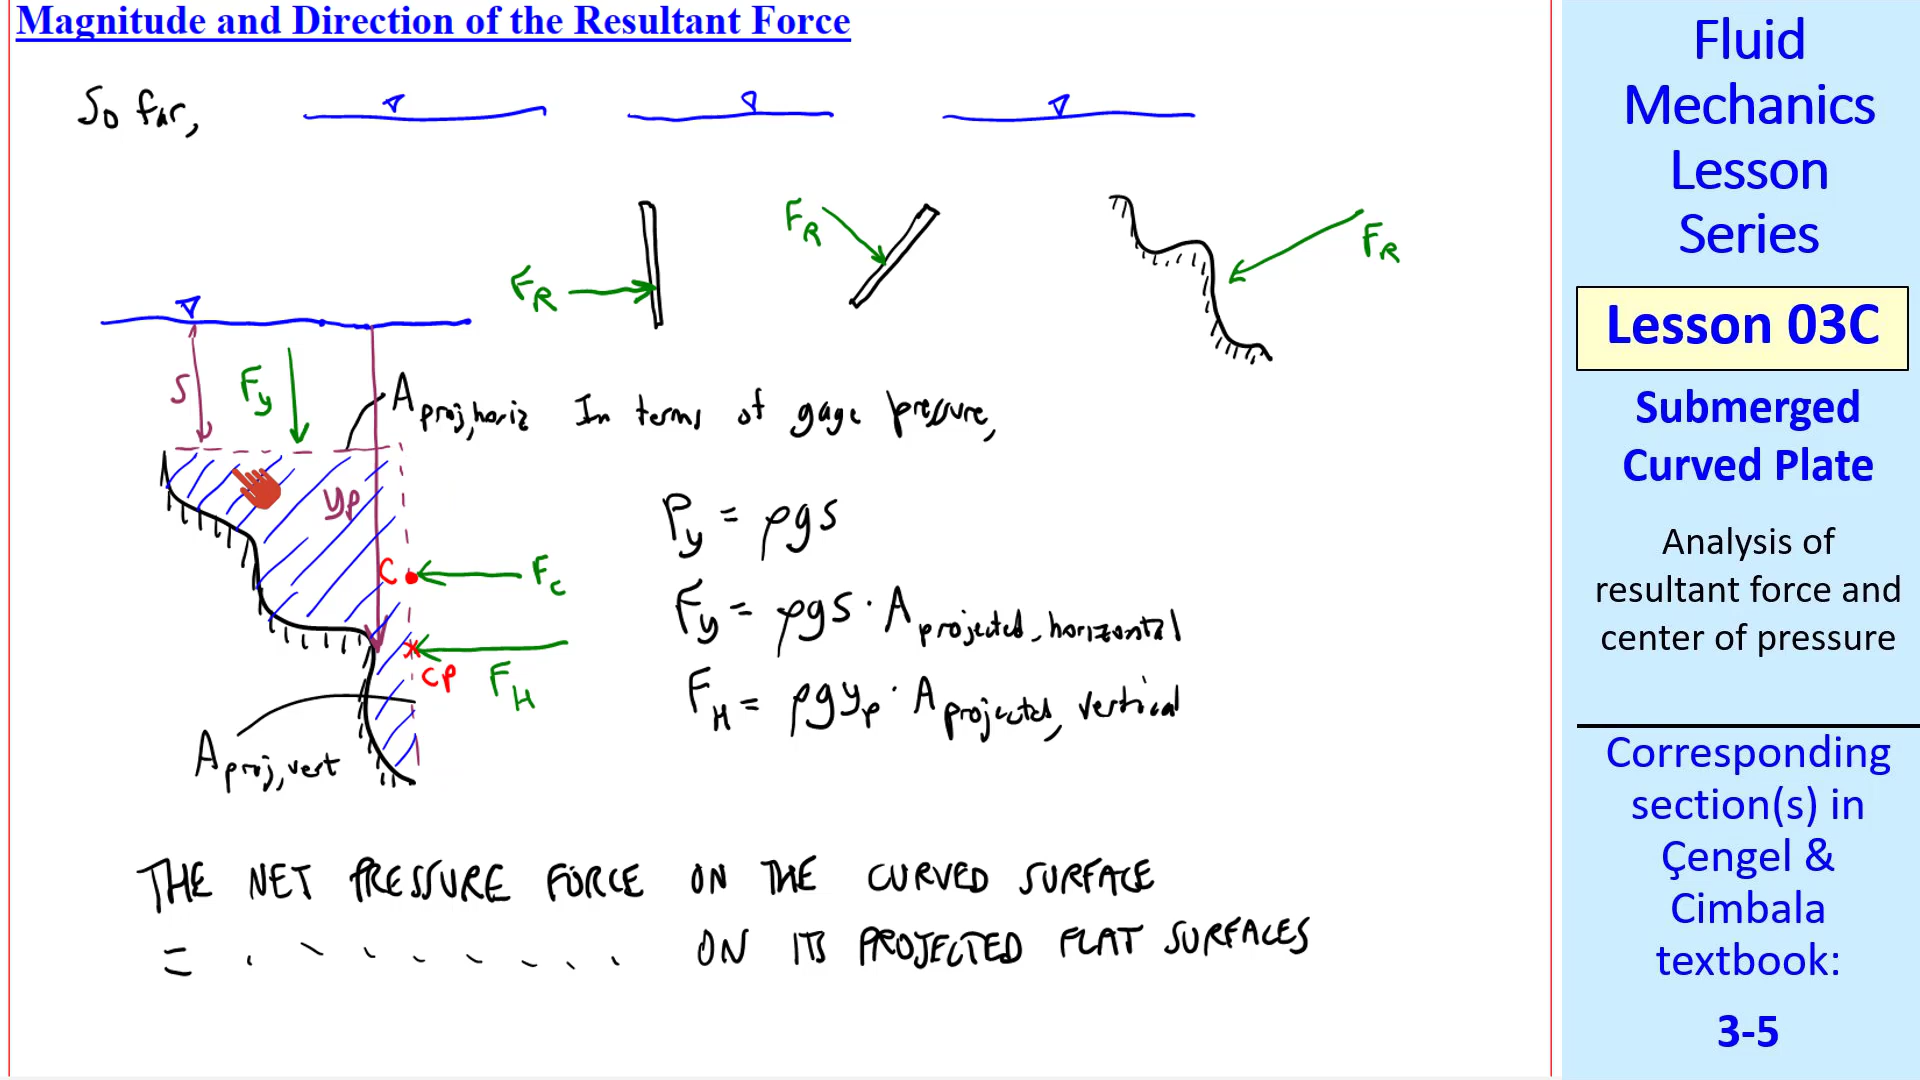 Magnitude and Direction of the Resultant Force
So far,
F_R
F_R
F_R
S
F_y
A_proj,horiz
In terms of gage pressure,
y_P
P_y = ρgs
C
F_c
F_y = ρgs · A_projected_horizontal
CP
F_H
F_H = ρgy_p · A_projected, vertical
A_proj,vert
THE NET PRESSURE FORCE ON THE CURVED SURFACE
= ON ITS PROJECTED FLAT SURFACES
Fluid
Mechanics
Lesson
Series
Lesson 03C
Submerged
Curved Plate
Analysis of
resultant force and
center of pressure
Corresponding
section(s) in
Çengel &
Cimbala
textbook:
3-5